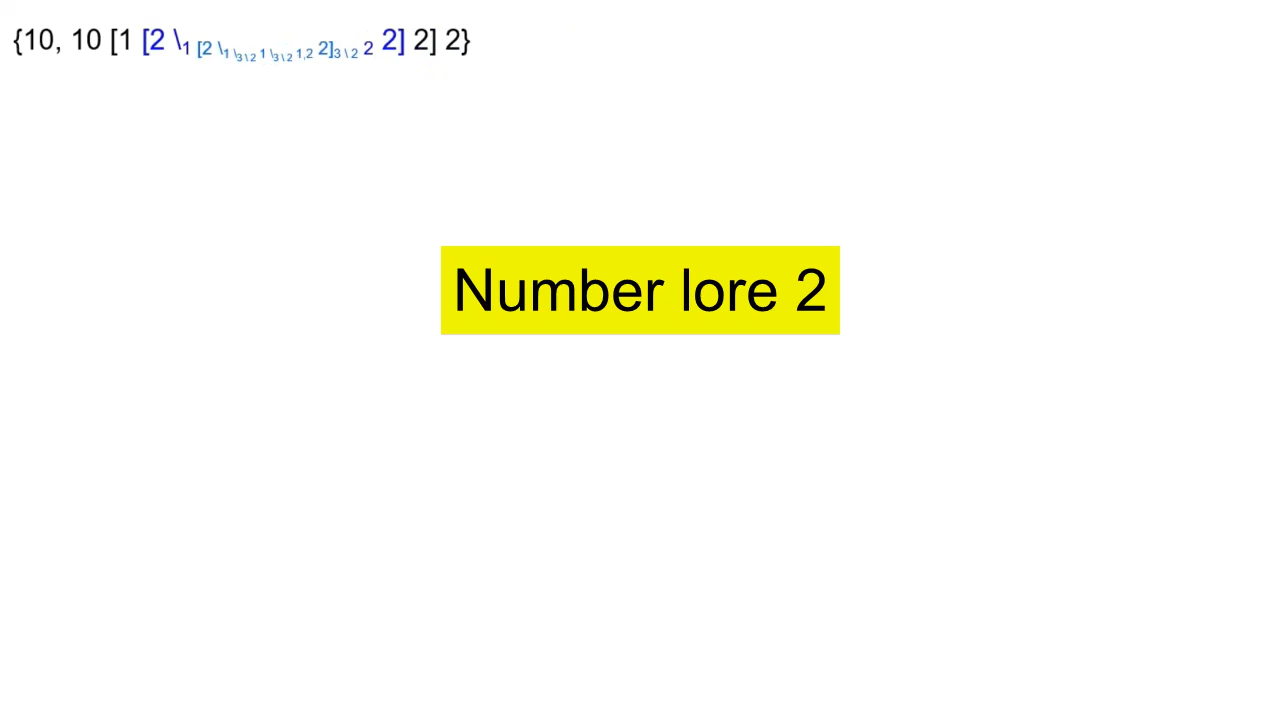 {10, 10 [1 [2 \1 [2 \1 \3 \ 2 1 \3 \ 2 1,2 2]3 \ 2 2 2] 2] 2}
Number lore 2